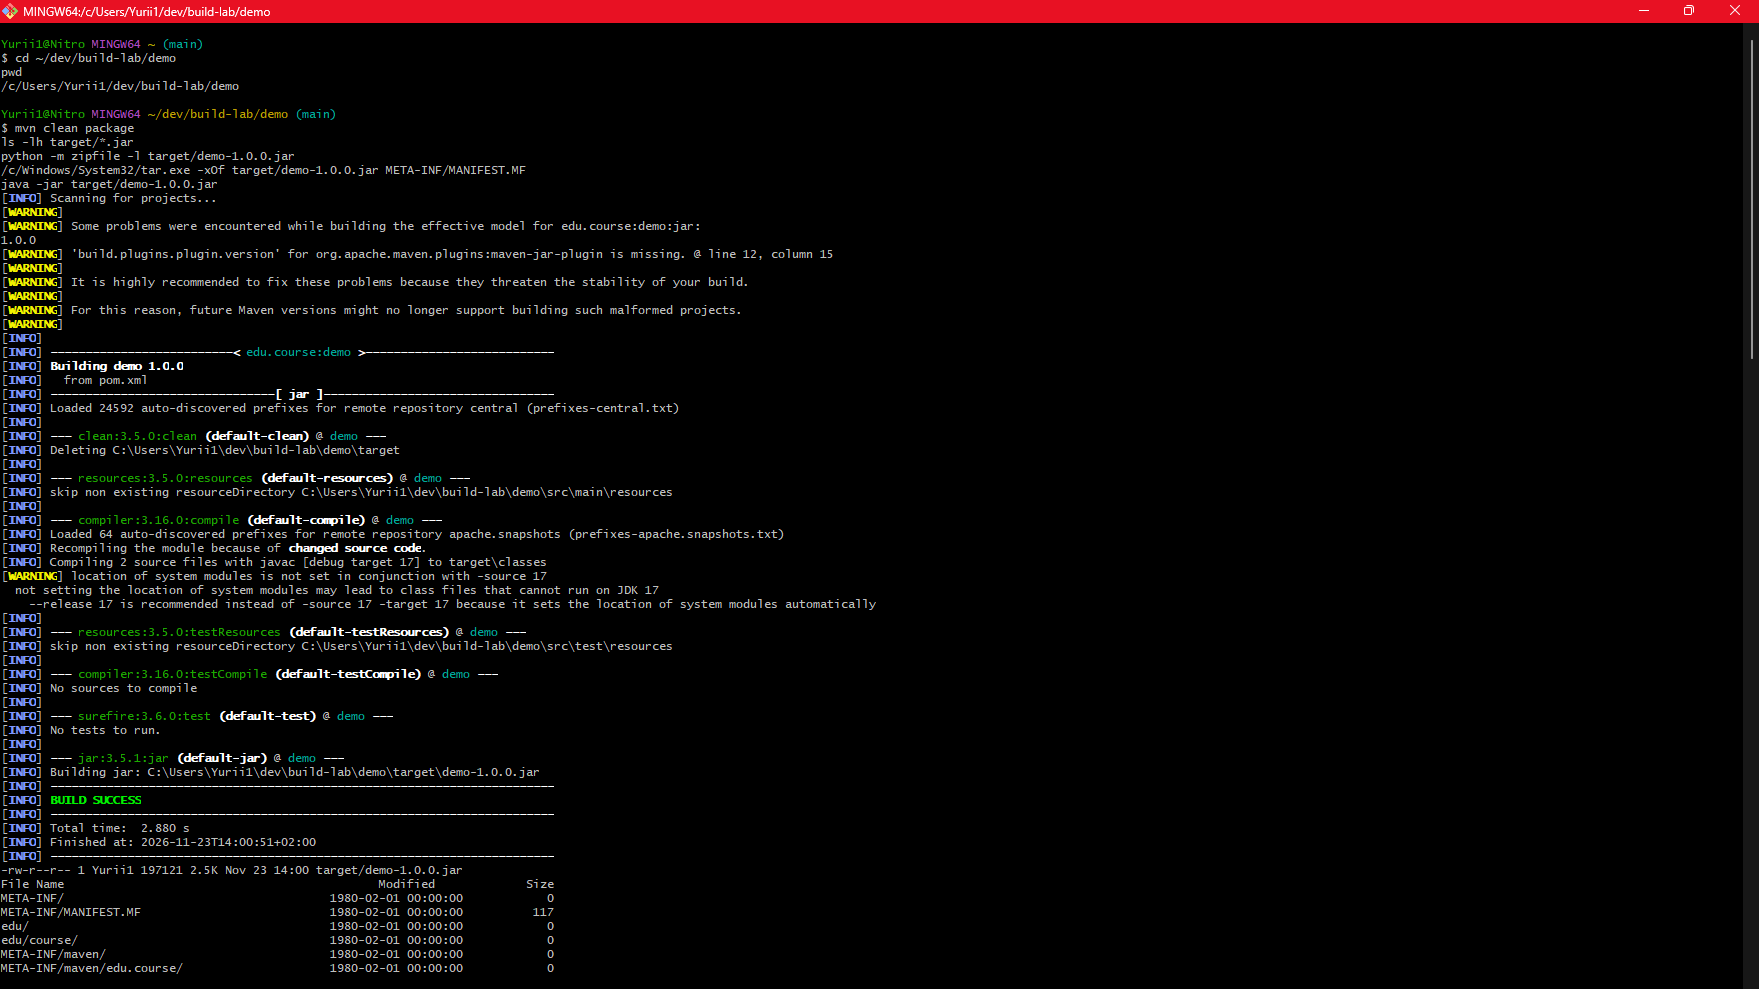 MINGW64:/c/Users/Yurii1/dev/build-lab/demo
Yurii1@Nitro MINGW64 ~ (main)
$ cd ~/dev/build-lab/demo
pwd
/c/Users/Yurii1/dev/build-lab/demo
Yurii1@Nitro MINGW64 ~/dev/build-lab/demo (main)
$ mvn clean package
ls -lh target/*.jar
python -m zipfile -l target/demo-1.0.0.jar
/c/Windows/System32/tar.exe -xOf target/demo-1.0.0.jar META-INF/MANIFEST.MF
java -jar target/demo-1.0.0.jar
[INFO] Scanning for projects...
[WARNING]
[WARNING] Some problems were encountered while building the effective model for edu.course:demo:jar:
1.0.0
[WARNING] 'build.plugins.plugin.version' for org.apache.maven.plugins:maven-jar-plugin is missing. @ line 12, column 15
[WARNING]
[WARNING] It is highly recommended to fix these problems because they threaten the stability of your build.
[WARNING]
[WARNING] For this reason, future Maven versions might no longer support building such malformed projects.
[WARNING]
[INFO]
[INFO] --------------------------< edu.course:demo >---------------------------
[INFO] Building demo 1.0.0
[INFO]   from pom.xml
[INFO] --------------------------------[ jar ]---------------------------------
[INFO] Loaded 24592 auto-discovered prefixes for remote repository central (prefixes-central.txt)
[INFO]
[INFO] --- clean:3.5.0:clean (default-clean) @ demo ---
[INFO] Deleting C:\Users\Yurii1\dev\build-lab\demo\target
[INFO]
[INFO] --- resources:3.5.0:resources (default-resources) @ demo ---
[INFO] skip non existing resourceDirectory C:\Users\Yurii1\dev\build-lab\demo\src\main\resources
[INFO]
[INFO] --- compiler:3.16.0:compile (default-compile) @ demo ---
[INFO] Loaded 64 auto-discovered prefixes for remote repository apache.snapshots (prefixes-apache.snapshots.txt)
[INFO] Recompiling the module because of changed source code.
[INFO] Compiling 2 source files with javac [debug target 17] to target\classes
[WARNING] location of system modules is not set in conjunction with -source 17
  not setting the location of system modules may lead to class files that cannot run on JDK 17
    --release 17 is recommended instead of -source 17 -target 17 because it sets the location of system modules automatically
[INFO]
[INFO] --- resources:3.5.0:testResources (default-testResources) @ demo ---
[INFO] skip non existing resourceDirectory C:\Users\Yurii1\dev\build-lab\demo\src\test\resources
[INFO]
[INFO] --- compiler:3.16.0:testCompile (default-testCompile) @ demo ---
[INFO] No sources to compile
[INFO]
[INFO] --- surefire:3.6.0:test (default-test) @ demo ---
[INFO] No tests to run.
[INFO]
[INFO] --- jar:3.5.1:jar (default-jar) @ demo ---
[INFO] Building jar: C:\Users\Yurii1\dev\build-lab\demo\target\demo-1.0.0.jar
[INFO] ------------------------------------------------------------------------
[INFO] BUILD SUCCESS
[INFO] ------------------------------------------------------------------------
[INFO] Total time:  2.880 s
[INFO] Finished at: 2026-11-23T14:00:51+02:00
[INFO] ------------------------------------------------------------------------
-rw-r--r-- 1 Yurii1 197121 2.5K Nov 23 14:00 target/demo-1.0.0.jar
File Name                                             Modified             Size
META-INF/                                      1980-02-01 00:00:00            0
META-INF/MANIFEST.MF                           1980-02-01 00:00:00          117
edu/                                           1980-02-01 00:00:00            0
edu/course/                                    1980-02-01 00:00:00            0
META-INF/maven/                                1980-02-01 00:00:00            0
META-INF/maven/edu.course/                     1980-02-01 00:00:00            0